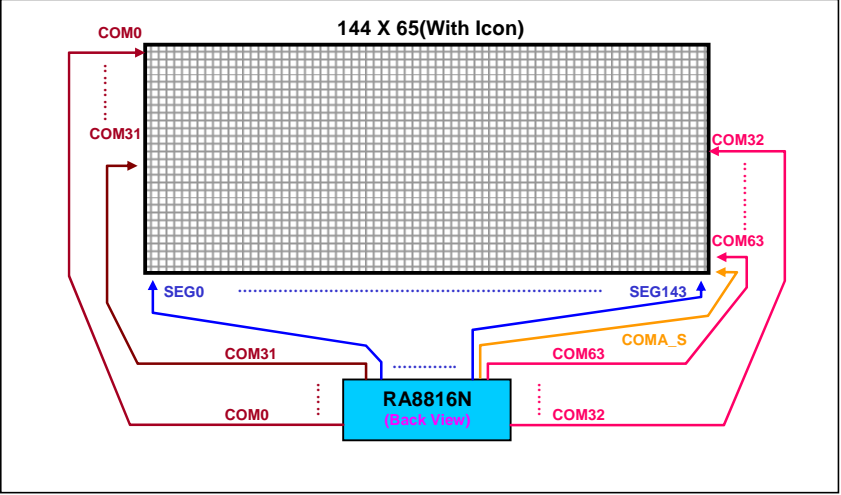 144 X 65(With Icon)
COM0
COM31
COM32
COM63
SEG0
SEG143
COMA_S
COM31
COM63
RA8816N
(Back View)
COM0
COM32